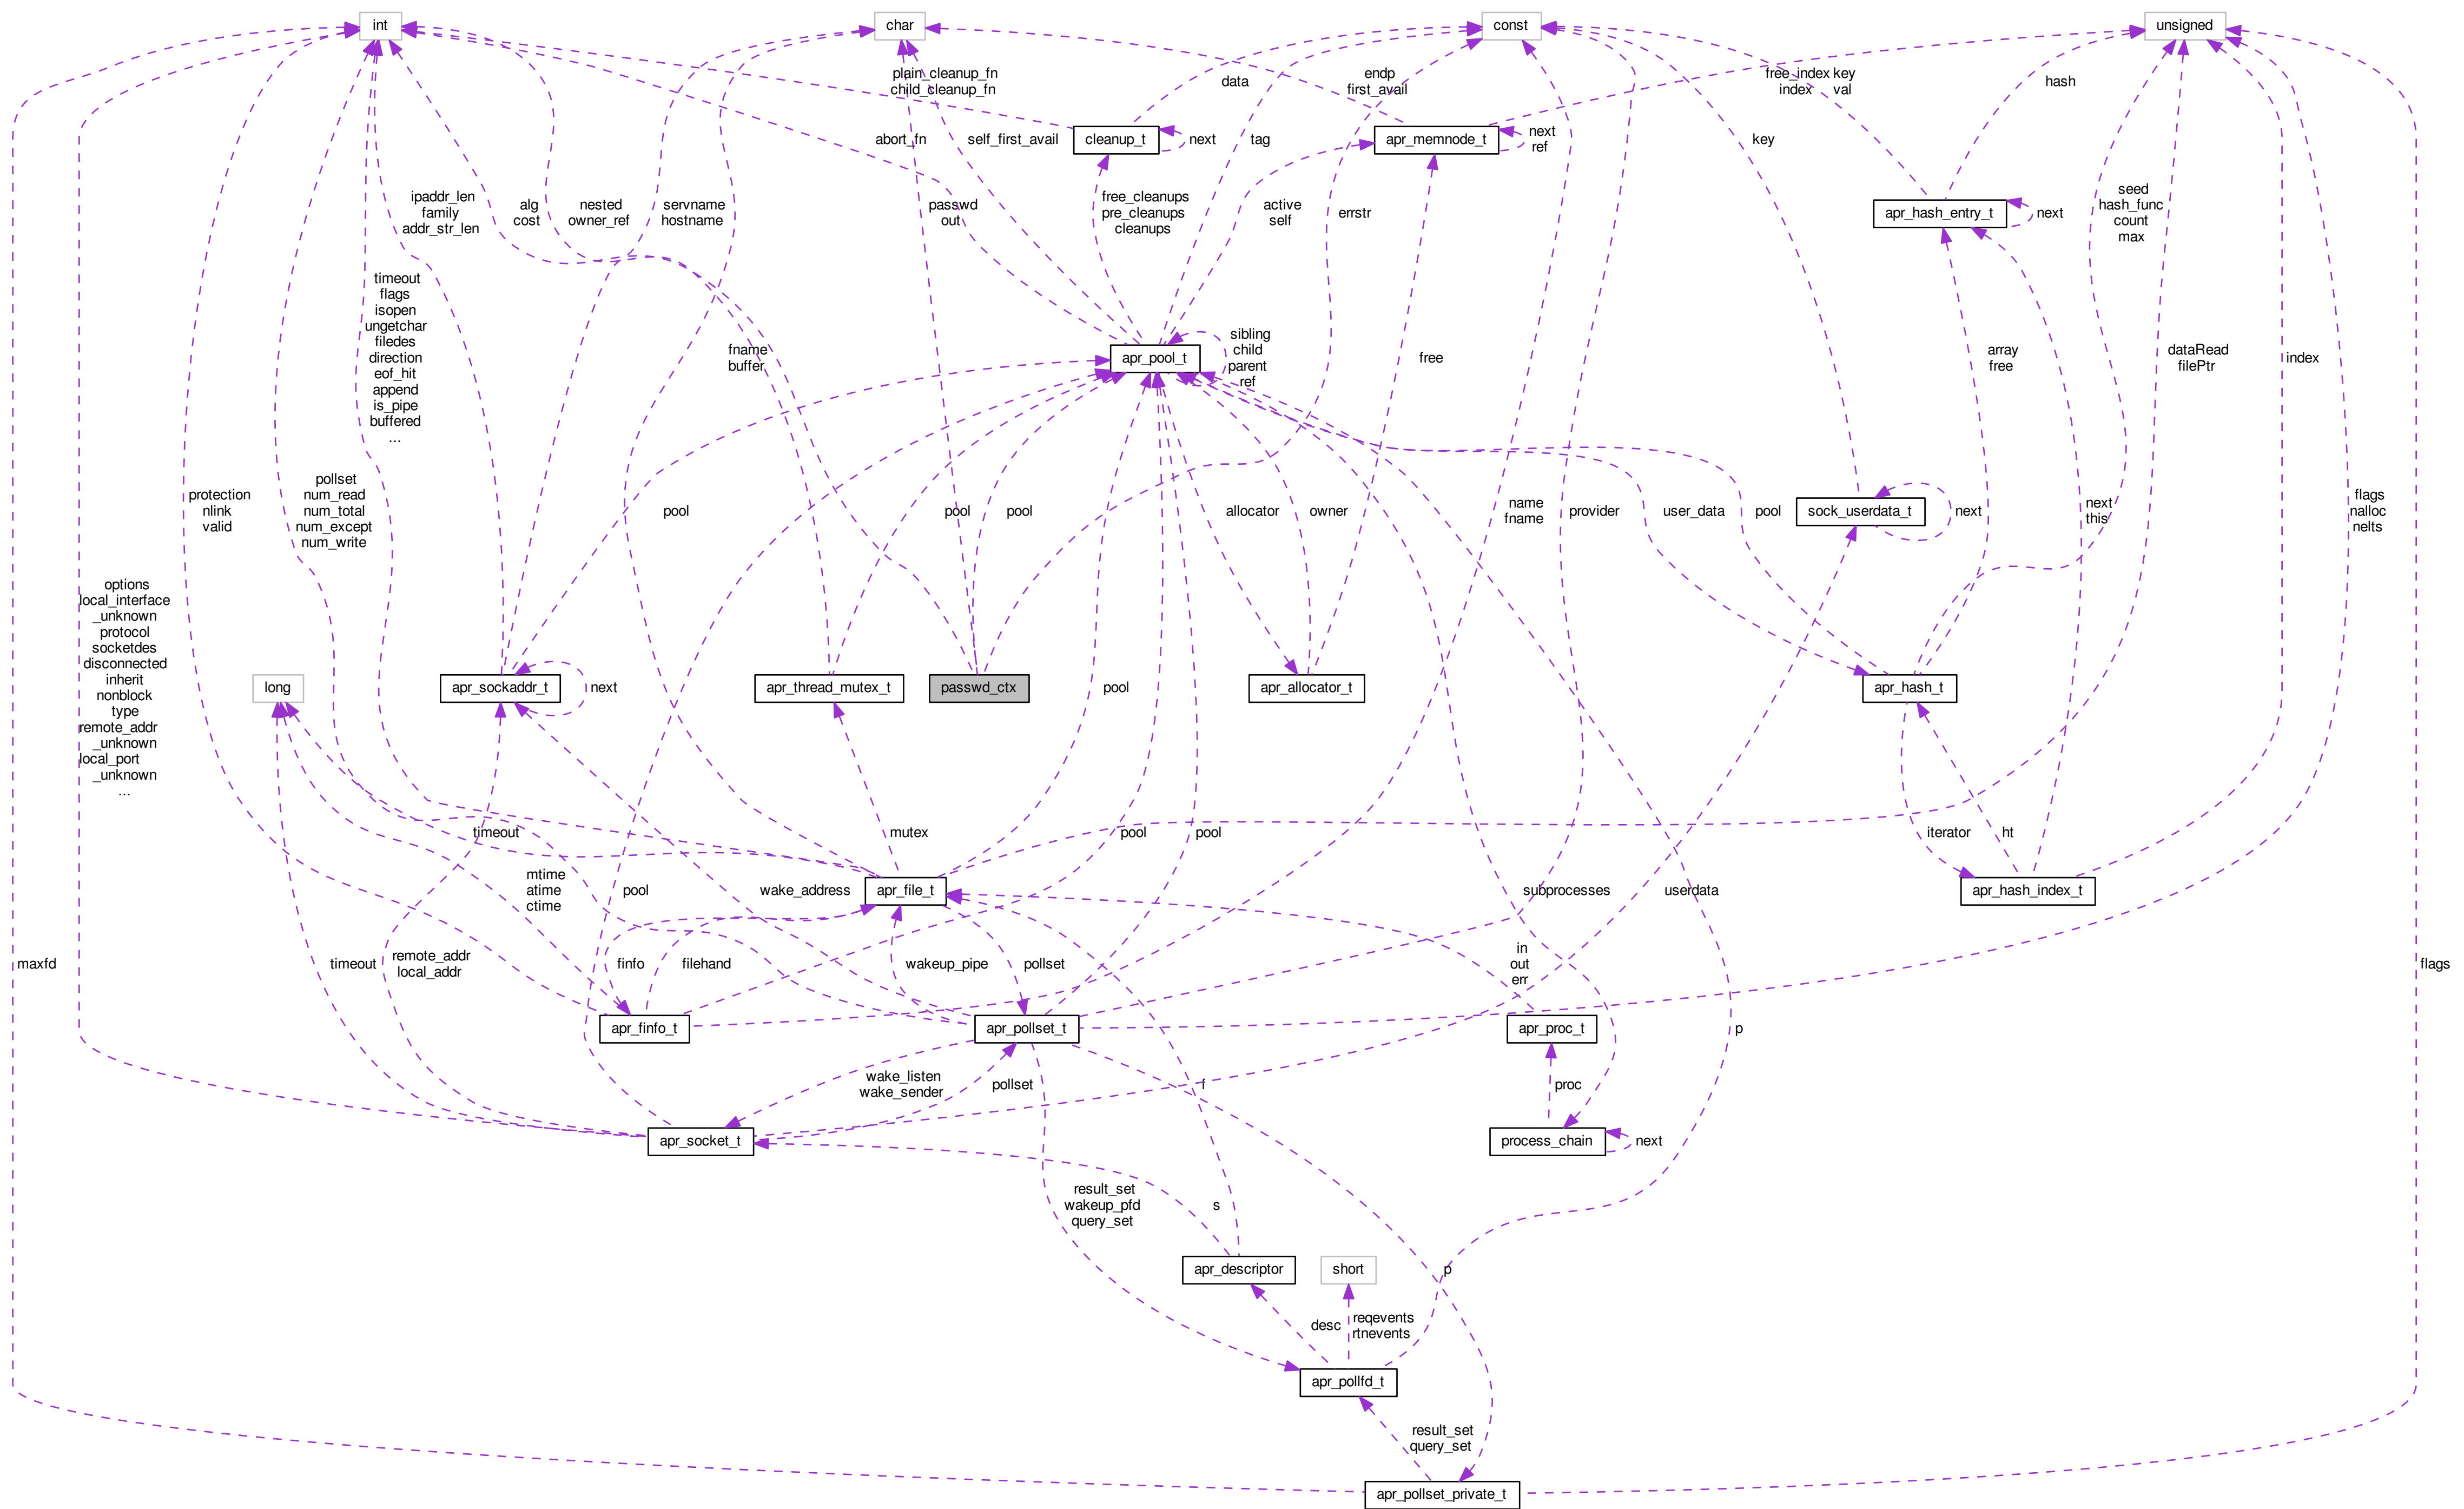 int
char
const
unsigned
plain_cleanup_fn
child_cleanup_fn
data
endp
first_avail
free_index
index
key
val
hash
abort_fn
self_first_avail
cleanup_t
next
tag
apr_memnode_t
next
ref
key
ipaddr_len
family
addr_str_len
alg
cost
nested
owner_ref
servname
hostname
passwd
out
free_cleanups
pre_cleanups
cleanups
active
self
errstr
apr_hash_entry_t
next
seed
hash_func
count
max
timeout
flags
isopen
ungetchar
filedes
direction
eof_hit
append
is_pipe
buffered
...
fname
buffer
apr_pool_t
sibling
child
parent
ref
free
array
free
dataRead
filePtr
index
protection
nlink
valid
pollset
num_read
num_total
num_except
num_write
pool
pool
pool
allocator
owner
name
fname
provider
user_data
pool
sock_userdata_t
next
next
this
flags
nalloc
nelts
options
local_interface
_unknown
protocol
socketdes
disconnected
inherit
nonblock
type
remote_addr
_unknown
local_port
_unknown
...
long
apr_sockaddr_t
next
apr_thread_mutex_t
passwd_ctx
pool
apr_allocator_t
apr_hash_t
timeout
mutex
pool
pool
iterator
ht
mtime
atime
ctime
pool
wake_address
apr_file_t
subprocesses
userdata
apr_hash_index_t
maxfd
timeout
remote_addr
local_addr
finfo
filehand
wakeup_pipe
pollset
in
out
err
flags
apr_finfo_t
apr_pollset_t
apr_proc_t
p
wake_listen
wake_sender
pollset
f
proc
apr_socket_t
process_chain
next
result_set
wakeup_pfd
query_set
s
apr_descriptor
short
p
desc
reqevents
rtnevents
apr_pollfd_t
result_set
query_set
apr_pollset_private_t